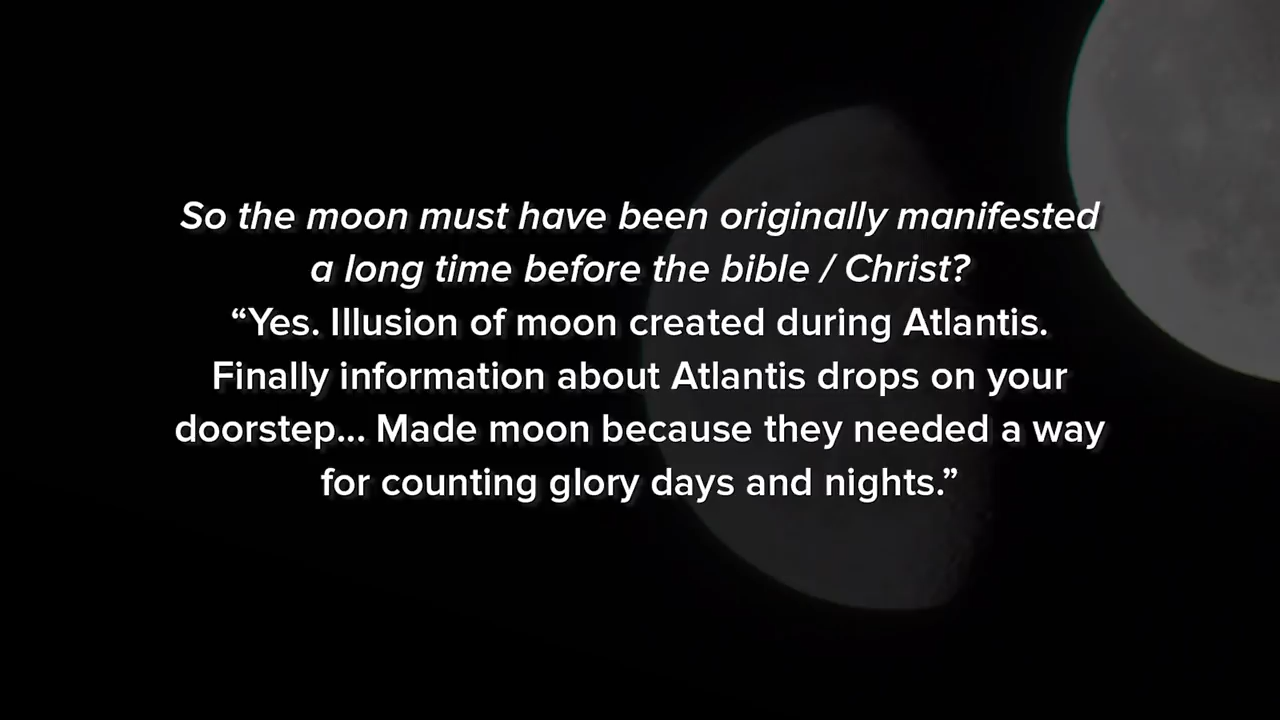 So the moon must have been originally manifested
a long time before the bible / Christ?
“Yes. Illusion of moon created during Atlantis.
Finally information about Atlantis drops on your
doorstep... Made moon because they needed a way
for counting glory days and nights.”